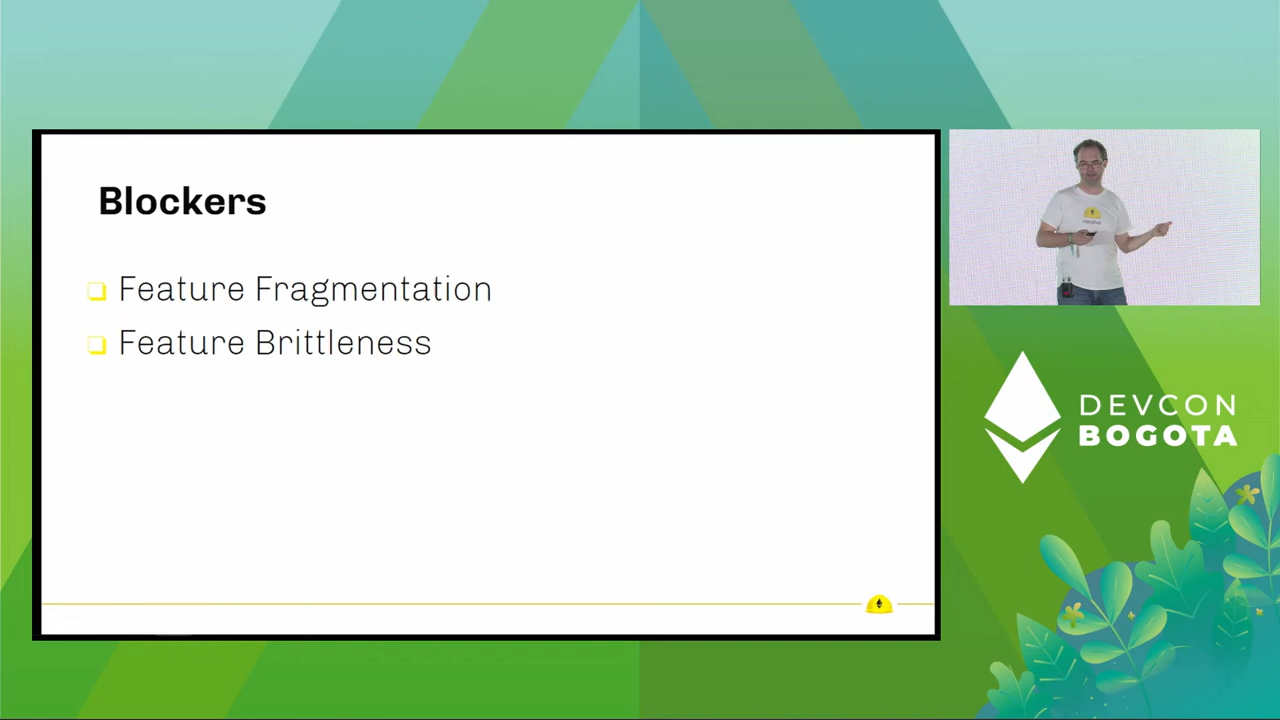 Blockers
Feature Fragmentation
Feature Brittleness
DEVCON
BOGOTA